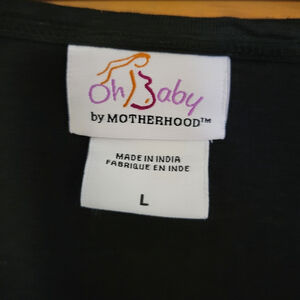 Oh Baby
by MOTHERHOOD™
MADE IN INDIA
FABRIQUE EN INDE
L